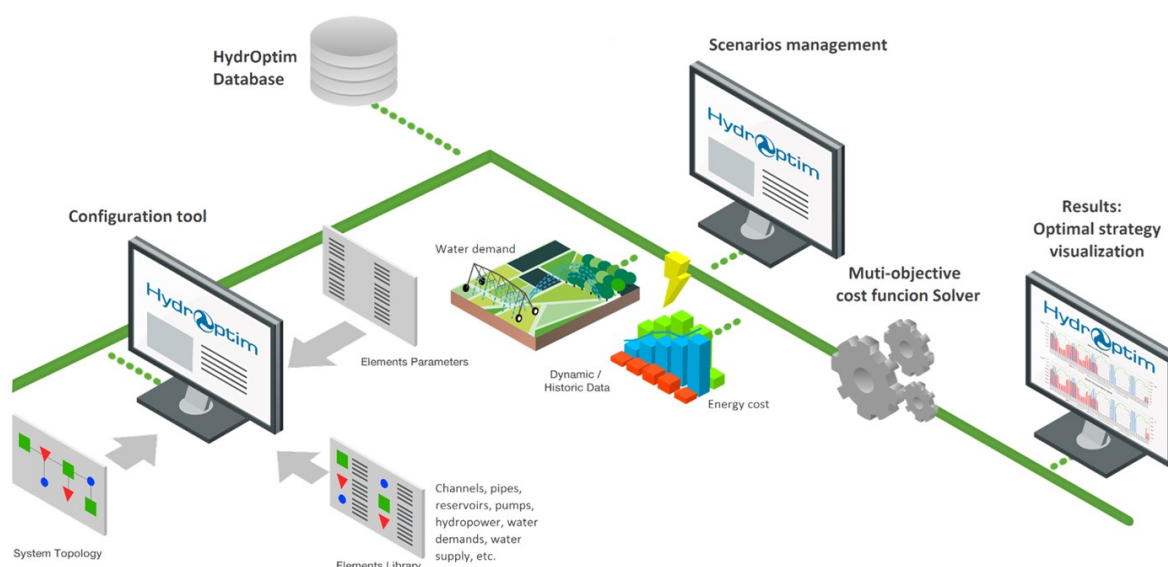 HydrOptim
Database
Scenarios management
HydrOptim
Configuration tool
HydrOptim
Water demand
Elements Parameters
Dynamic /
Historic Data
Energy cost
Muti-objective
cost funcion Solver
Results:
Optimal strategy
visualization
HydrOptim
System Topology
Elements Library
Channels, pipes,
reservoirs, pumps,
hydropower, water
demands, water
supply, etc.